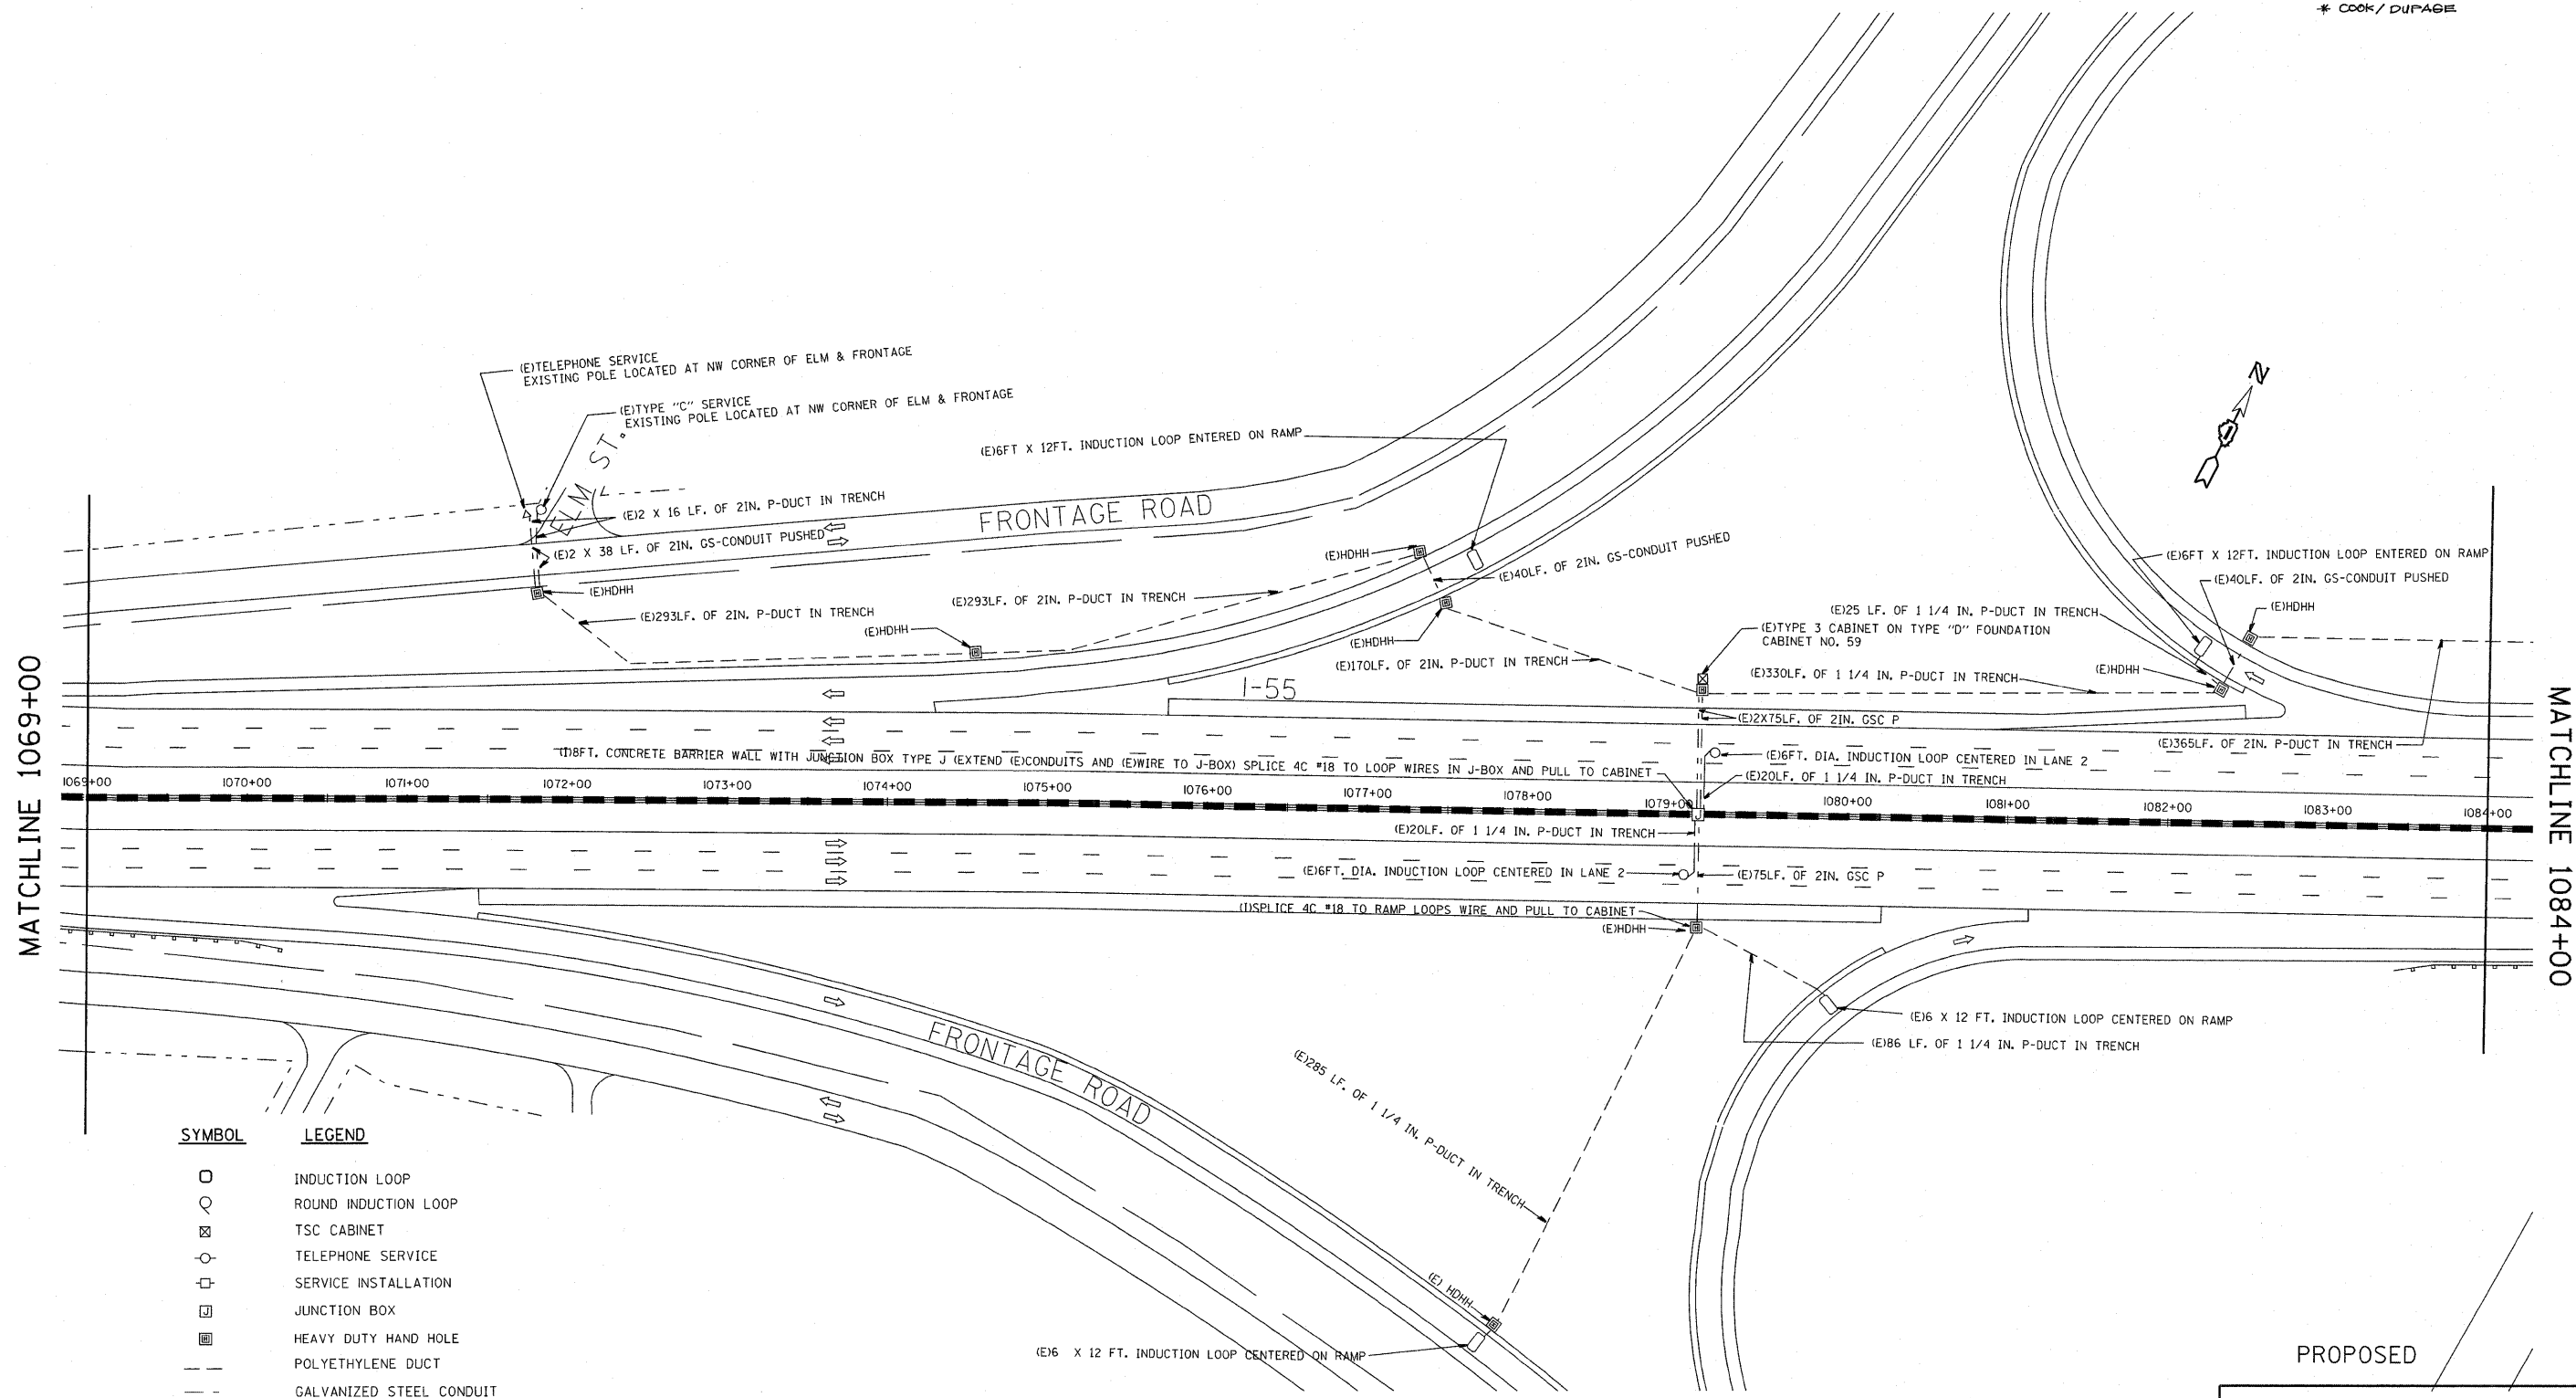 * COOK/DUPAGE
(E)TELEPHONE SERVICE
EXISTING POLE LOCATED AT NW CORNER OF ELM & FRONTAGE
(E)TYPE "C" SERVICE
EXISTING POLE LOCATED AT NW CORNER OF ELM & FRONTAGE
ELM ST.
(E)6FT X 12FT. INDUCTION LOOP ENTERED ON RAMP
N
(E)2 X 16 LF. OF 2IN. P-DUCT IN TRENCH
FRONTAGE ROAD
(E)2 X 38 LF. OF 2IN. GS-CONDUIT PUSHED
(E)HDHH
(E)40LF. OF 2IN. GS-CONDUIT PUSHED
(E)6FT X 12FT. INDUCTION LOOP ENTERED ON RAMP
(E)40LF. OF 2IN. GS-CONDUIT PUSHED
(E)HDHH
(E)HDHH
(E)293LF. OF 2IN. P-DUCT IN TRENCH
(E)293LF. OF 2IN. P-DUCT IN TRENCH
(E)HDHH
(E)HDHH
(E)25 LF. OF 1 1/4 IN. P-DUCT IN TRENCH
(E)TYPE 3 CABINET ON TYPE "D" FOUNDATION
CABINET NO. 59
(E)170LF. OF 2IN. P-DUCT IN TRENCH
(E)330LF. OF 1 1/4 IN. P-DUCT IN TRENCH
(E)HDHH
I-55
(E)2X75LF. OF 2IN. GSC P
(E)365LF. OF 2IN. P-DUCT IN TRENCH
(I)8FT. CONCRETE BARRIER WALL WITH JUNCTION BOX TYPE J (EXTEND (E)CONDUITS AND (E)WIRE TO J-BOX) SPLICE 4C #18 TO LOOP WIRES IN J-BOX AND PULL TO CABINET
(E)6FT. DIA. INDUCTION LOOP CENTERED IN LANE 2
(E)20LF. OF 1 1/4 IN. P-DUCT IN TRENCH
MATCHLINE 1069+00
1069+00 1070+00 1071+00 1072+00 1073+00 1074+00 1075+00 1076+00 1077+00 1078+00 1079+00 1080+00 1081+00 1082+00 1083+00 1084+00
MATCHLINE 1084+00
J
(E)20LF. OF 1 1/4 IN. P-DUCT IN TRENCH
(E)6FT. DIA. INDUCTION LOOP CENTERED IN LANE 2
(E)75LF. OF 2IN. GSC P
(I)SPLICE 4C #18 TO RAMP LOOPS WIRE AND PULL TO CABINET
(E)HDHH
(E)6 X 12 FT. INDUCTION LOOP CENTERED ON RAMP
(E)86 LF. OF 1 1/4 IN. P-DUCT IN TRENCH
FRONTAGE ROAD
(E)285 LF. OF 1 1/4 IN. P-DUCT IN TRENCH
(E) HDHH
(E)6 X 12 FT. INDUCTION LOOP CENTERED ON RAMP
SYMBOL LEGEND
INDUCTION LOOP
ROUND INDUCTION LOOP
TSC CABINET
TELEPHONE SERVICE
SERVICE INSTALLATION
J JUNCTION BOX
H HEAVY DUTY HAND HOLE
POLYETHYLENE DUCT
GALVANIZED STEEL CONDUIT
PROPOSED